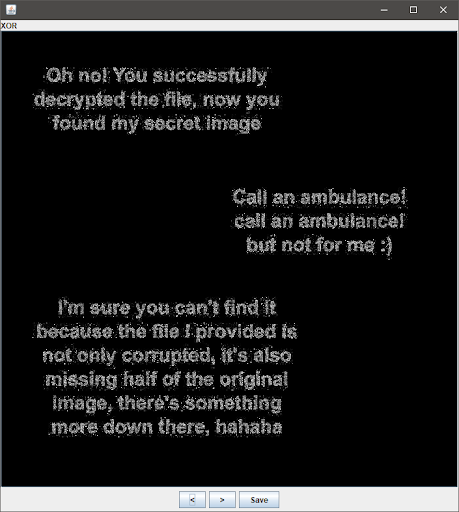 XOR
Oh no! You successfully
decrypted the file, now you
found my secret image
Call an ambulance!
call an ambulance!
but not for me :)
I'm sure you can't find it
because the file I provided is
not only corrupted, it's also
missing half of the original
image, there's something
more down there, hahaha
< > Save